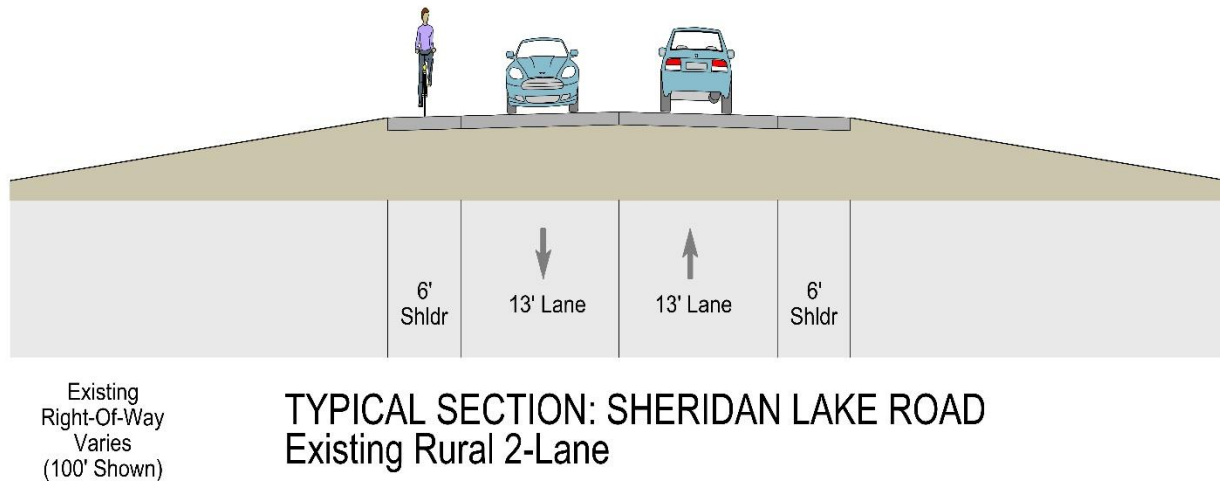 6'
Shldr
13' Lane
13' Lane
6'
Shldr
Existing
Right-Of-Way
Varies
(100' Shown)
TYPICAL SECTION: SHERIDAN LAKE ROAD
Existing Rural 2-Lane